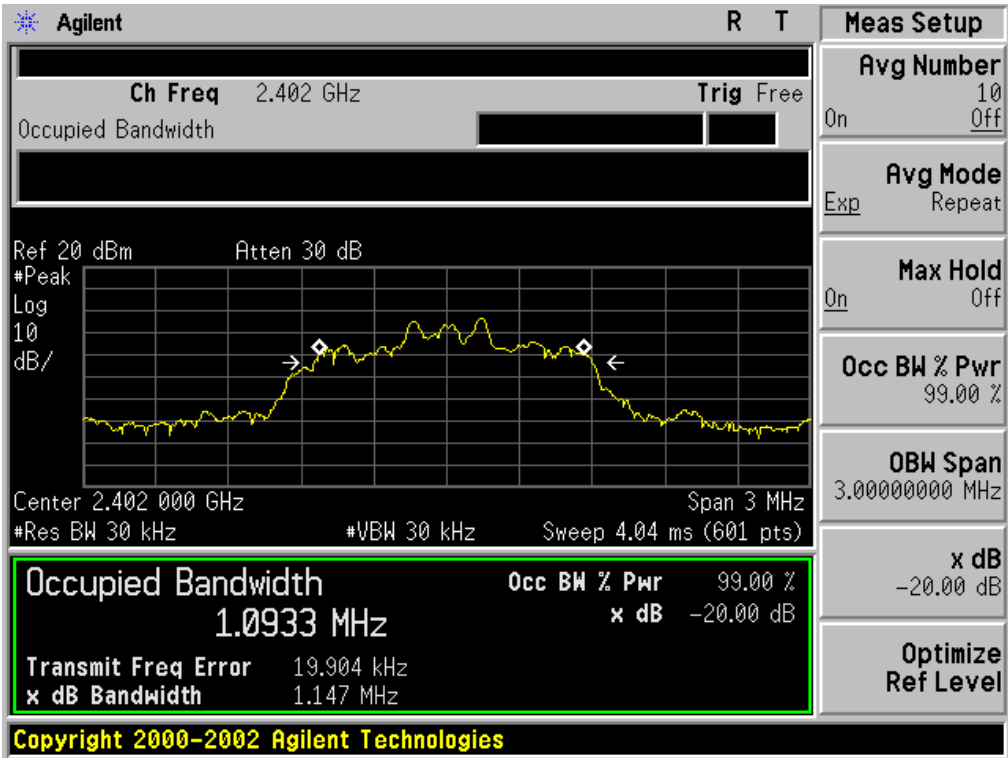 Agilent R T
Ch Freq 2.402 GHz Trig Free
Occupied Bandwidth
Ref 20 dBm Atten 30 dB
#Peak
Log
10
dB/
Center 2.402 000 GHz Span 3 MHz
#Res BW 30 kHz #VBW 30 kHz Sweep 4.04 ms (601 pts)
Occupied Bandwidth Occ BW % Pwr 99.00 %
1.0933 MHz x dB -20.00 dB
Transmit Freq Error 19.904 kHz
x dB Bandwidth 1.147 MHz
Copyright 2000-2002 Agilent Technologies
Meas Setup
Avg Number
10
On Off
Avg Mode
Exp Repeat
Max Hold
On Off
Occ BW % Pwr
99.00 %
OBW Span
3.00000000 MHz
x dB
-20.00 dB
Optimize
Ref Level